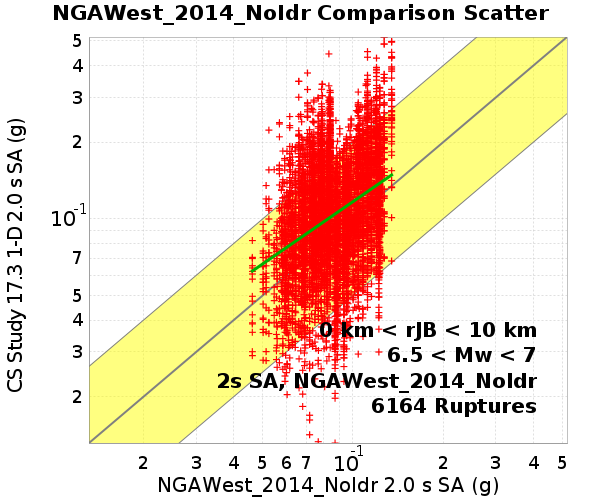 NGAWest_2014_NoIdr Comparison Scatter
5
4
3
2
10-1
7
5
4
3
2
CS Study 17.3 1-D 2.0 s SA (g)
0 km < rJB < 10 km
6.5 < Mw < 7
2s SA, NGAWest_2014_NoIdr
6164 Ruptures
2 3 4 5 6 7 10-1 2 3 4 5
NGAWest_2014_NoIdr 2.0 s SA (g)